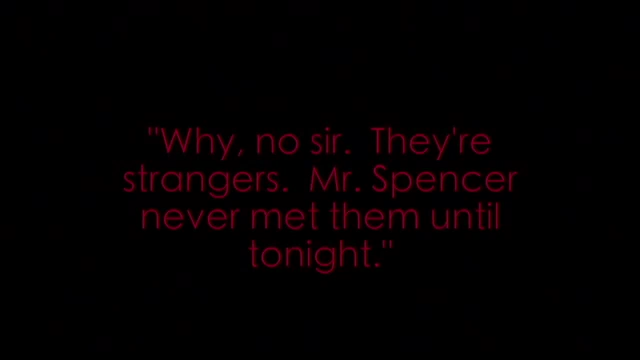 "Why, no sir.  They're
strangers.  Mr. Spencer
never met them until
tonight."